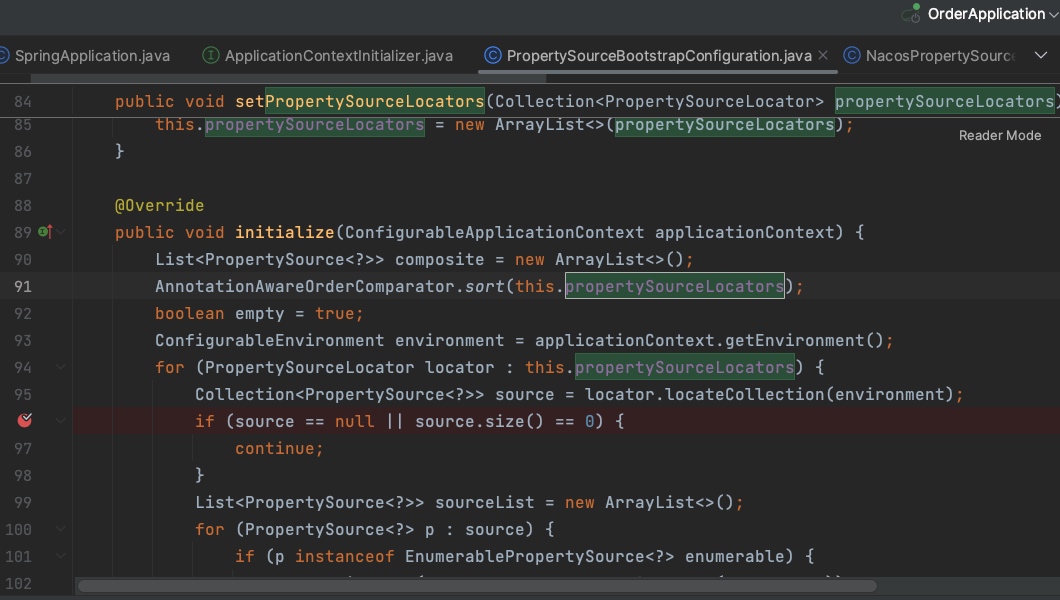 OrderApplication
SpringApplication.java ApplicationContextInitializer.java PropertySourceBootstrapConfiguration.java NacosPropertySource
84 public void setPropertySourceLocators(Collection<PropertySourceLocator> propertySourceLocators)
85 this.propertySourceLocators = new ArrayList<>(propertySourceLocators);
Reader Mode
86 }
87
88 @Override
89 public void initialize(ConfigurableApplicationContext applicationContext) {
90 List<PropertySource<?>> composite = new ArrayList<>();
91 AnnotationAwareOrderComparator.sort(this.propertySourceLocators);
92 boolean empty = true;
93 ConfigurableEnvironment environment = applicationContext.getEnvironment();
94 for (PropertySourceLocator locator : this.propertySourceLocators) {
95 Collection<PropertySource<?>> source = locator.locateCollection(environment);
if (source == null || source.size() == 0) {
97 continue;
98 }
99 List<PropertySource<?>> sourceList = new ArrayList<>();
100 for (PropertySource<?> p : source) {
101 if (p instanceof EnumerablePropertySource<?> enumerable) {
102